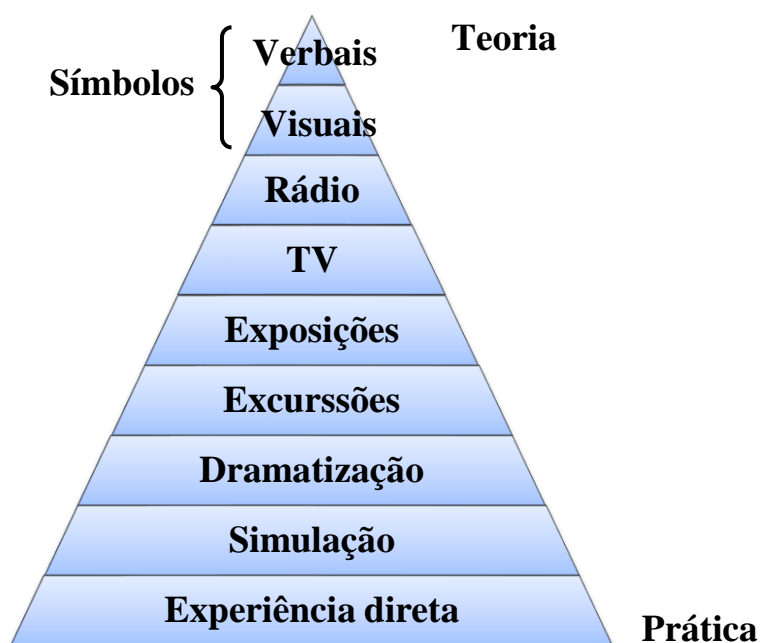 Teoria
Verbais
Símbolos
Visuais
Rádio
TV
Exposições
Excurssões
Dramatização
Simulação
Experiência direta
Prática